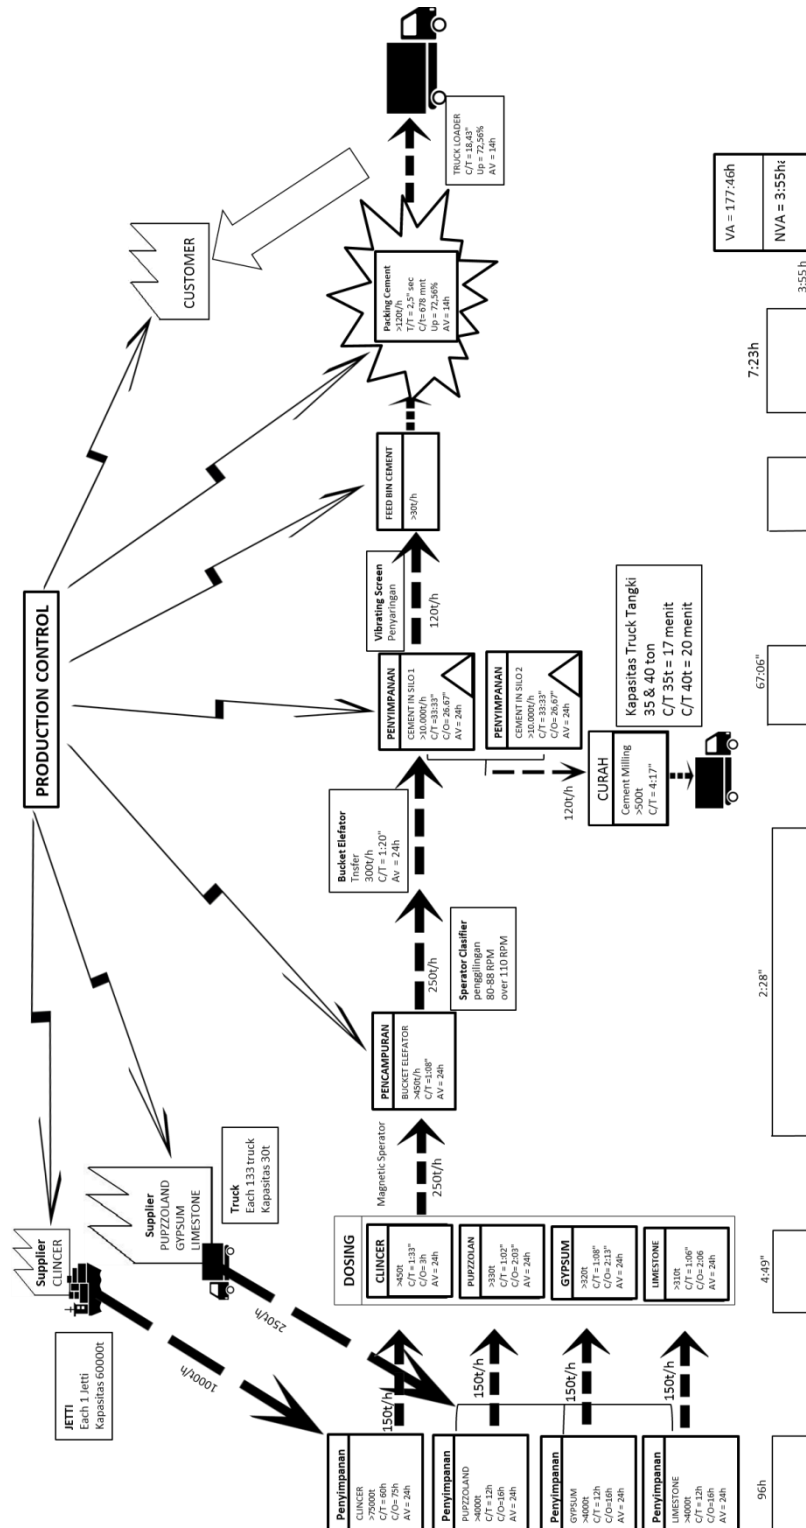 PRODUCTION CONTROL
Supplier
CLINCER
JETTI
Each 1 Jetti
Kapasitas 60000t
1000t/h
Supplier
PUPZZOLAND
GYPSUM
LIMESTONE
Truck
Each 133 truck
Kapasitas 30t
250t/h
CUSTOMER
Penyimpanan
CLINCER
>75000t
C/T = 60h
C/O= 75h
AV = 24h
150t/h
Penyimpanan
PUPZZOLAND
>4000t
C/T = 12h
C/O=16h
AV = 24h
150t/h
Penyimpanan
GYPSUM
>4000t
C/T = 12h
C/O=16h
AV = 24h
150t/h
Penyimpanan
LIMESTONE
>4000t
C/T = 12h
C/O=16h
AV = 24h
150t/h
DOSING
CLINCER
>450t
C/T = 1:33"
C/O= 3h
AV = 24h
PUPZZOLAN
>330t
C/T = 1:02"
C/O= 2:03"
AV = 24h
GYPSUM
>320t
C/T = 1:08"
C/O= 2:13"
AV = 24h
LIMESTONE
>310t
C/T = 1:06"
C/O= 2:06
AV = 24h
Magnetic Sperator
250t/h
PENCAMPURAN
BUCKET ELEFATOR
>450t/h
C/T =1:08"
AV = 24h
250t/h
Sperator Clasifier
penggilingan
80-88 RPM
over 110 RPM
Bucket Elefator
Tnsfer
300t/h
C/T = 1:20"
Av = 24h
PENYIMPANAN
CEMENT IN SILO 1
>10.000t/h
C/T =33:33"
C/O= 26.67"
AV = 24h
PENYIMPANAN
CEMENT IN SILO 2
>10.000t/h
C/T = 33:33"
C/O= 26,67"
AV = 24h
120t/h
CURAH
Cement Milling
>500t
C/T = 4:17"
Kapasitas Truck Tangki
35 & 40 ton
C/T 35t = 17 menit
C/T 40t = 20 menit
Vibrating Screen
Penyaringan
120t/h
FEED BIN CEMENT
>30t/h
Packing Cement
>120t/h
T/T = 2,5" sec
C/t= 678 mnt
Up = 72,56%
AV = 14h
TRUCK LOADER
C/T = 18,43"
Up = 72,56%
AV = 14h
96h
4:49"
2:28"
67:06"
7:23h
3:55 h
VA = 177:46h
NVA = 3:55h